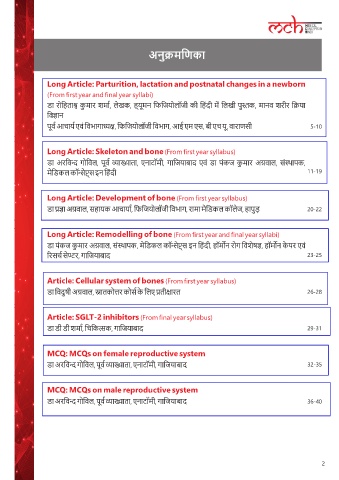 mch
अनुक्रमणिका
Long Article: Parturition, lactation and postnatal changes in a newborn
(From first year and final year syllabi)
डा रोहिताश्व कुमार शर्मा, लेखक, ह्यूमन फिजियोलॉजी की हिंदी में लिखी पुस्तक, मानव शरीर क्रिया
विज्ञान
पूर्व आचार्य एवं विभागाध्यक्ष, फिजियोलॉजी विभाग, आई एम एस, बी एच यू, वाराणसी 5-10
Long Article: Skeleton and bone (From first year syllabus)
डा अरविन्द गोविल, पूर्व व्याख्याता, एनाटॉमी, गाजियाबाद एवं डा पंकज कुमार अग्रवाल, संस्थापक,
मेडिकल कॉन्सेप्ट्स इन हिंदी 11-19
Long Article: Development of bone (From first year syllabus)
डा प्रज्ञा अग्रवाल, सहायक आचार्या, फिजियोलॉजी विभाग, रामा मेडिकल कॉलेज, हापुड़ 20-22
Long Article: Remodelling of bone (From first year and final year syllabi)
डा पंकज कुमार अग्रवाल, संस्थापक, मेडिकल कॉन्सेप्ट्स इन हिंदी, हॉर्मोन रोग विशेषज्ञ, हॉर्मोन केयर एवं
रिसर्च सेण्टर, गाजियाबाद 23-25
Article: Cellular system of bones (From first year syllabus)
डा विदुषी अग्रवाल, स्नातकोत्तर कोर्स के लिए प्रतीक्षारत 26-28
Article: SGLT-2 inhibitors (From final year syllabus)
डा डी डी शर्मा, चिकित्सक, गाजियाबाद 29-31
MCQ: MCQs on female reproductive system
डा अरविन्द गोविल, पूर्व व्याख्याता, एनाटॉमी, गाजियाबाद 32-35
MCQ: MCQs on male reproductive system
डा अरविन्द गोविल, पूर्व व्याख्याता, एनाटॉमी, गाजियाबाद 36-40
2